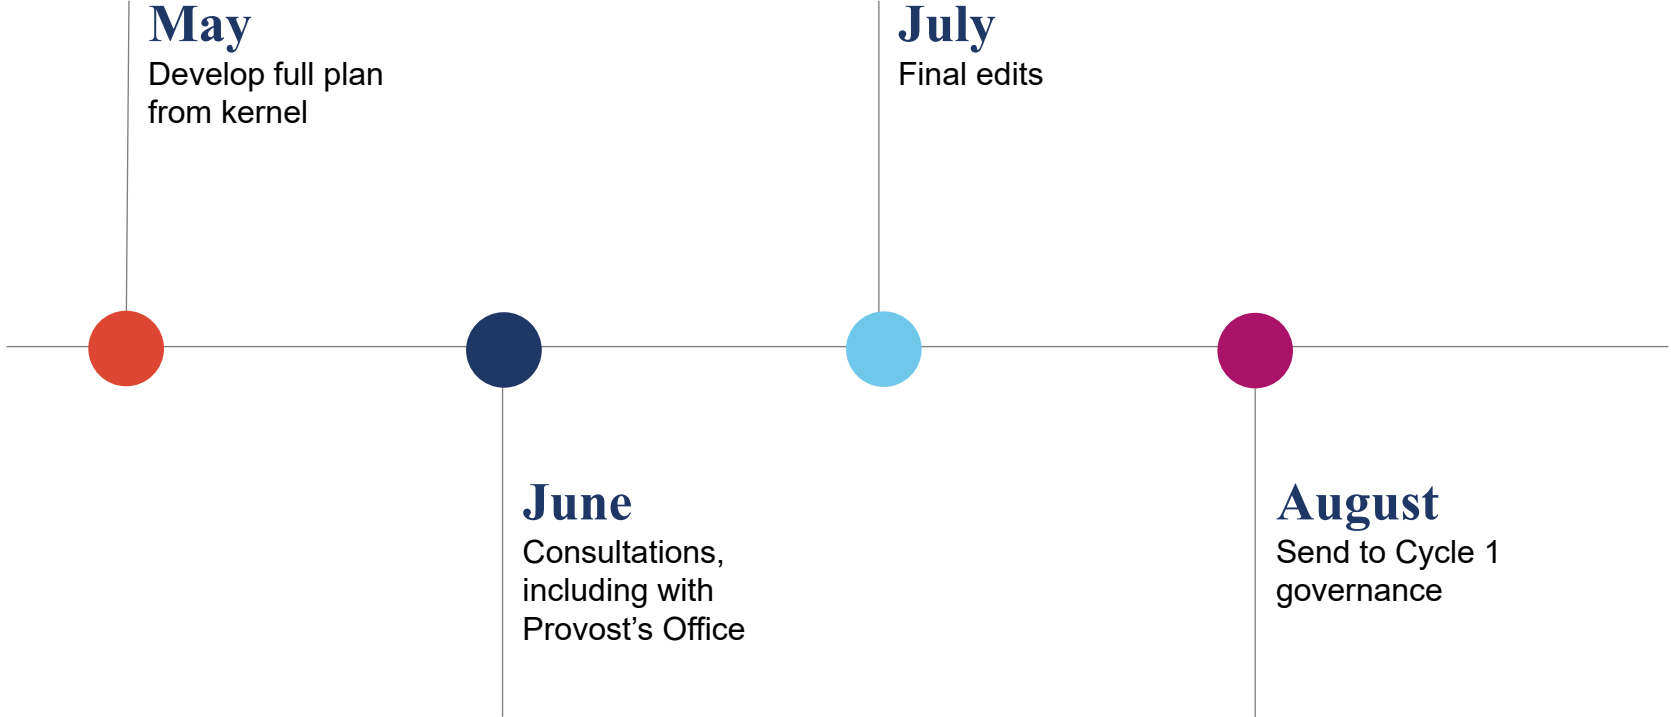 May
Develop full plan
from kernel
June
Consultations,
including with
Provost’s Office
July
Final edits
August
Send to Cycle 1
governance